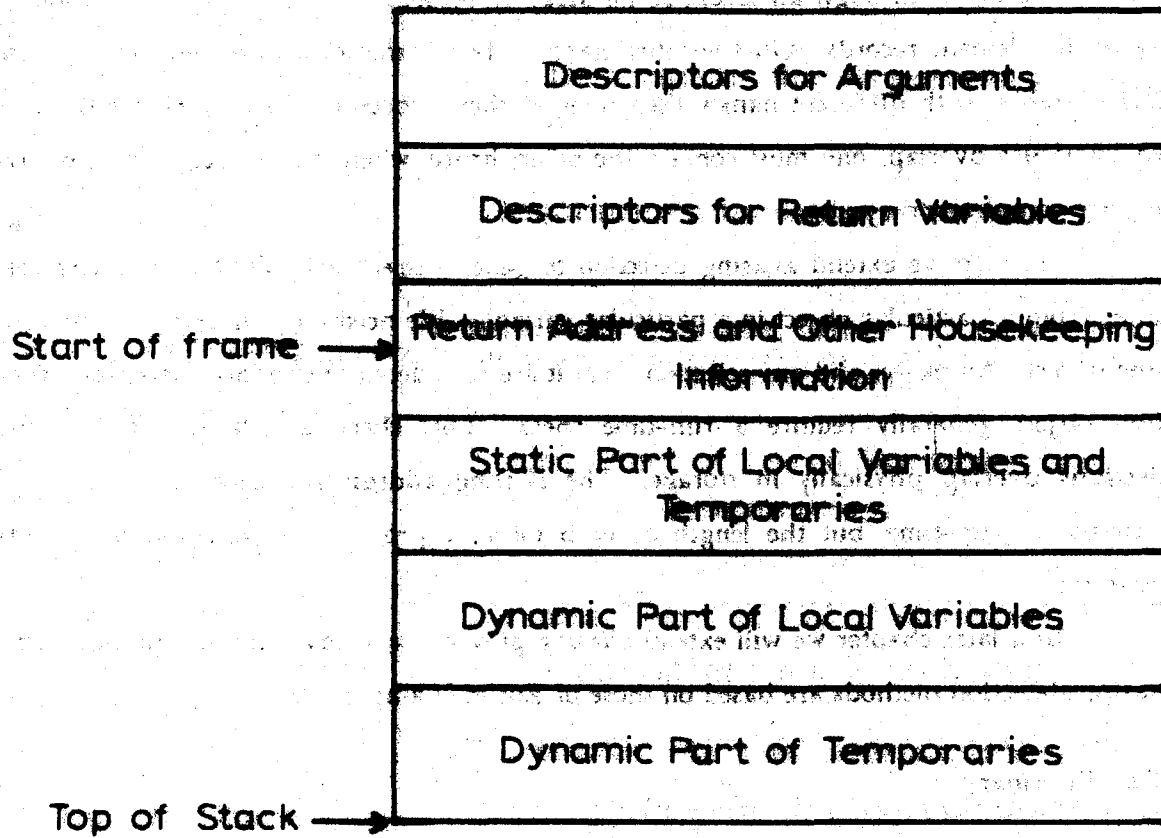 Descriptors for Arguments
Descriptors for Return Variables
Start of frame
Return Address and Other Housekeeping
Information
Static Part of Local Variables and
Temporaries
Dynamic Part of Local Variables
Dynamic Part of Temporaries
Top of Stack